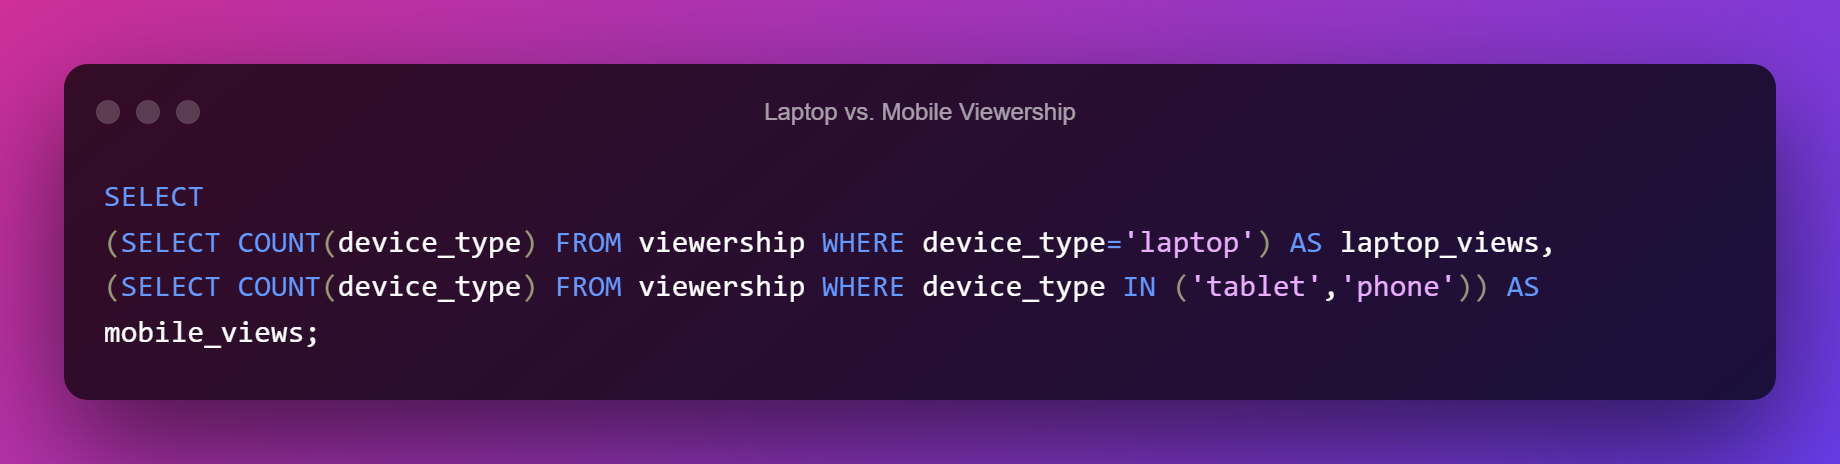 Laptop vs. Mobile Viewership
SELECT
(SELECT COUNT(device_type) FROM viewership WHERE device_type='laptop') AS laptop_views,
(SELECT COUNT(device_type) FROM viewership WHERE device_type IN ('tablet','phone')) AS
mobile_views;